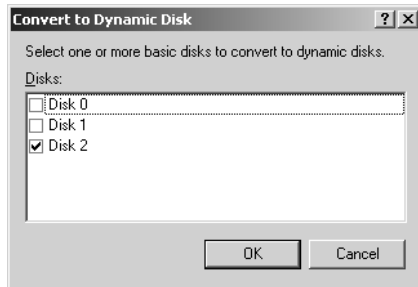 Convert to Dynamic Disk
Select one or more basic disks to convert to dynamic disks.
Disks:
Disk 0
Disk 1
Disk 2
OK Cancel